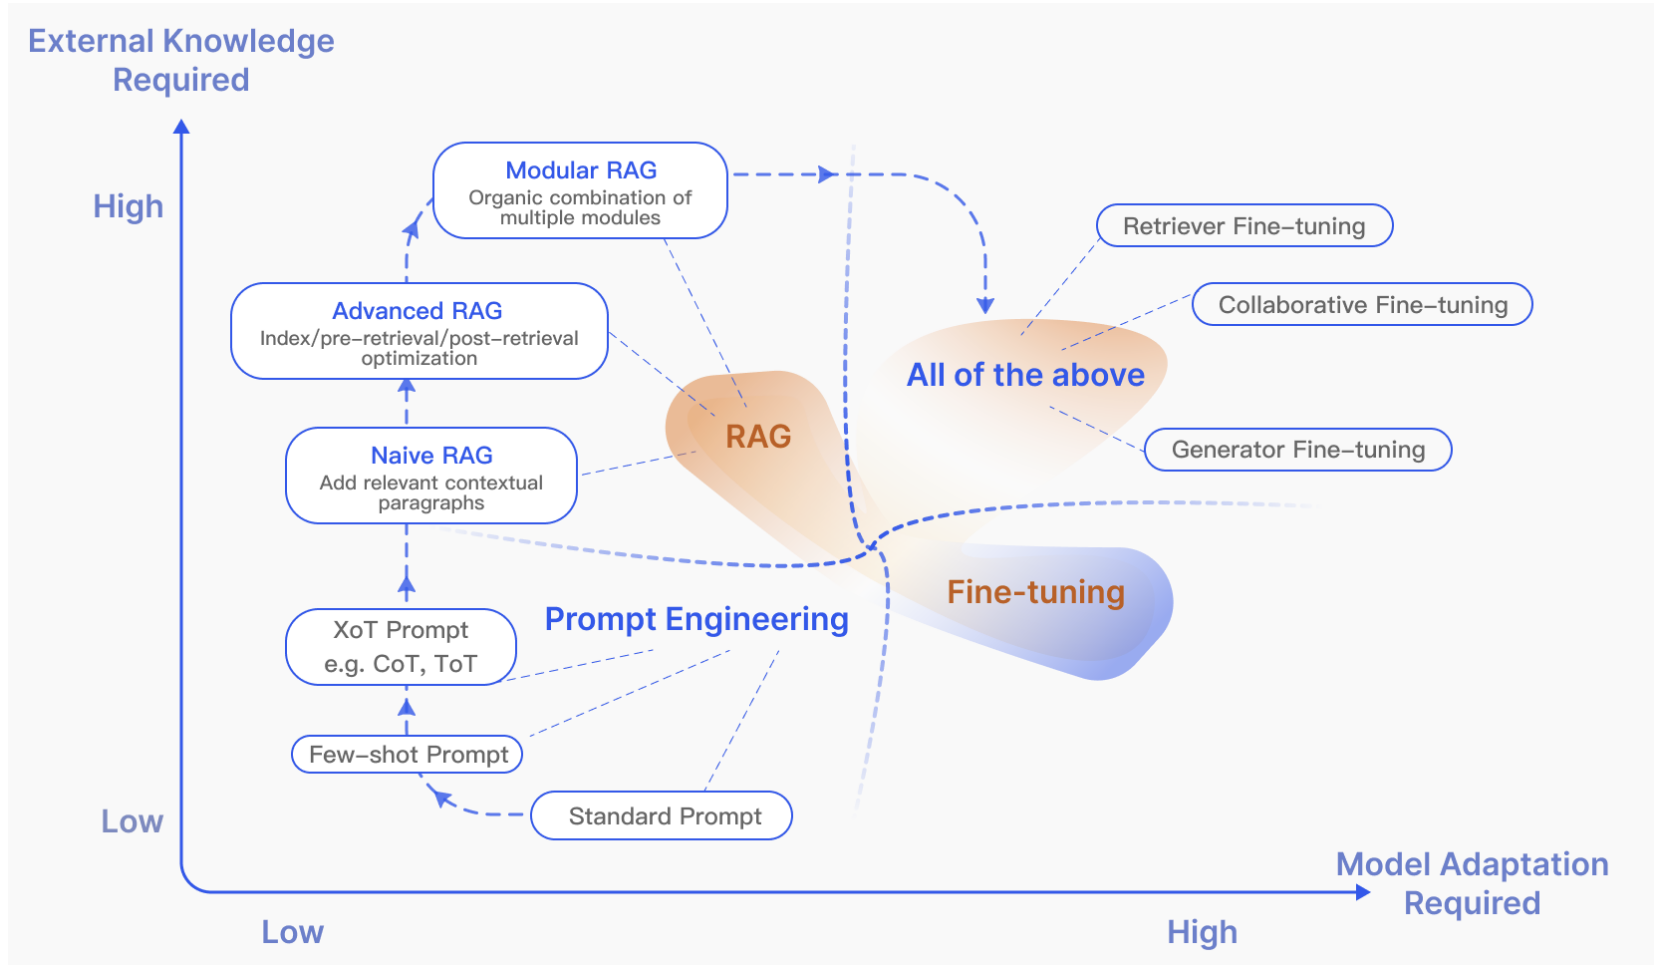 External Knowledge
Required
High
Modular RAG
Organic combination of
multiple modules
Retriever Fine-tuning
Advanced RAG
Index/pre-retrieval/post-retrieval
optimization
Collaborative Fine-tuning
All of the above
RAG
Naive RAG
Add relevant contextual
paragraphs
Generator Fine-tuning
Fine-tuning
Prompt Engineering
XoT Prompt
e.g. CoT, ToT
Few-shot Prompt
Standard Prompt
Low
Model Adaptation
Required
Low
High